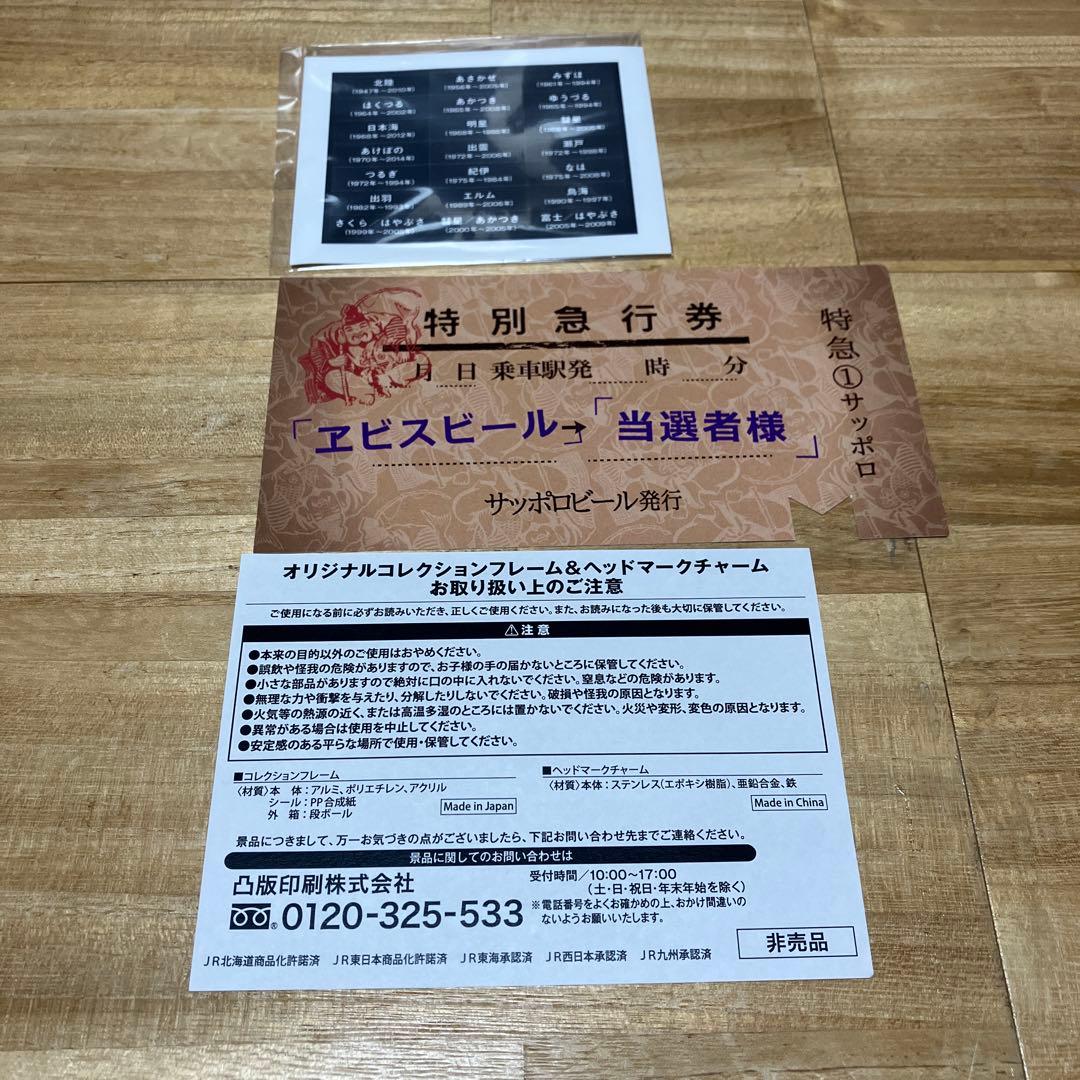 北陸
あさかぜ
みずほ
(1947年～2010年)
(1956年～2005年)
(1961年～1994年)
はくつる
あかつき
ゆうづる
(1964年～2002年)
(1965年～2008年)
(1965年～1994年)
日本海
明星
彗星
(1968年～2012年)
(1968年～1986年)
(1968年～2005年)
あけぼの
出雲
瀬戸
(1970年～2014年)
(1972年～2006年)
(1972年～1998年)
つるぎ
紀伊
なは
(1972年～1994年)
(1975年～1984年)
(1975年～2008年)
出羽
エルム
鳥海
(1982年～1993年)
(1989年～2006年)
(1990年～1997年)
さくら／はやぶさ
彗星／あかつき
富士／はやぶさ
(1999年～2005年)
(2000年～2005年)
(2005年～2009年)
特別急行券
月 日 乗車駅発 時 分
「ヱビスビール→「当選者様」
サッポロビール発行
特急①サッポロ
オリジナルコレクションフレーム＆ヘッドマークチャーム
お取り扱い上のご注意
ご使用になる前に必ずお読みいただき、正しくご使用ください。また、お読みになった後も大切に保管してください。
⚠注意
●本来の目的以外のご使用はおやめください。
●誤飲や怪我の危険がありますので、お子様の手の届かないところに保管してください。
●小さな部品がありますので絶対に口の中に入れないでください。窒息などの危険があります。
●無理な力や衝撃を与えたり、分解したりしないでください。破損や怪我の原因となります。
●火気等の熱源の近く、または高温多湿のところには置かないでください。火災や変形、変色の原因となります。
●異常がある場合は使用を中止してください。
●安定感のある平らな場所で使用・保管してください。
■コレクションフレーム
〈材質〉本 体：アルミ、ポリエチレン、アクリル
シール：PP合成紙
外 箱：段ボール
Made in Japan
■ヘッドマークチャーム
〈材質〉本体：ステンレス(エポキシ樹脂)、亜鉛合金、鉄
Made in China
景品につきまして、万一お気づきの点がございましたら、下記お問い合わせ先までご連絡ください。
景品に関してのお問い合わせは
凸版印刷株式会社
0120-325-533
受付時間／10:00～17:00
(土・日・祝日・年末年始を除く)
※電話番号をよくお確かめの上、おかけ間違いの
ないようお願いいたします。
非売品
JR北海道商品化許諾済 JR東日本商品化許諾済 JR東海承認済 JR西日本承認済 JR九州承認済